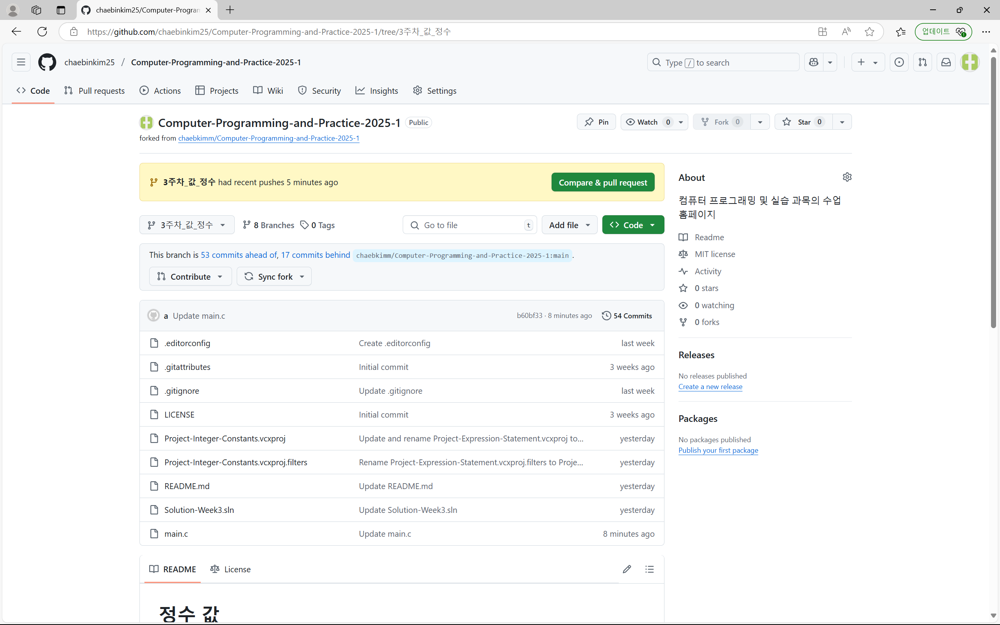 chaebinkim25/Computer-Program
https://github.com/chaebinkim25/Computer-Programming-and-Practice-2025-1/tree/3주차_값_정수
업데이트
chaebinkim25 / Computer-Programming-and-Practice-2025-1
Type / to search
Code Pull requests Actions Projects Wiki Security Insights Settings
Computer-Programming-and-Practice-2025-1 Public
Pin Watch 0 Fork 0 Star 0
forked from chaebkimm/Computer-Programming-and-Practice-2025-1
3주차_값_정수 had recent pushes 5 minutes ago
Compare & pull request
3주차_값_정수 8 Branches 0 Tags
Go to file t Add file Code
This branch is 53 commits ahead of, 17 commits behind chaebkimm/Computer-Programming-and-Practice-2025-1:main .
Contribute Sync fork
a Update main.c b60bf33 · 8 minutes ago 54 Commits
.editorconfig Create .editorconfig last week
.gitattributes Initial commit 3 weeks ago
.gitignore Update .gitignore last week
LICENSE Initial commit 3 weeks ago
Project-Integer-Constants.vcxproj Update and rename Project-Expression-Statement.vcxproj to... yesterday
Project-Integer-Constants.vcxproj.filters Rename Project-Expression-Statement.vcxproj.filters to Proje... yesterday
README.md Update README.md yesterday
Solution-Week3.sln Update Solution-Week3.sln yesterday
main.c Update main.c 8 minutes ago
README License
정수 값
About
컴퓨터 프로그래밍 및 실습 과목의 수업
홈페이지
Readme
MIT license
Activity
0 stars
0 watching
0 forks
Releases
No releases published
Create a new release
Packages
No packages published
Publish your first package